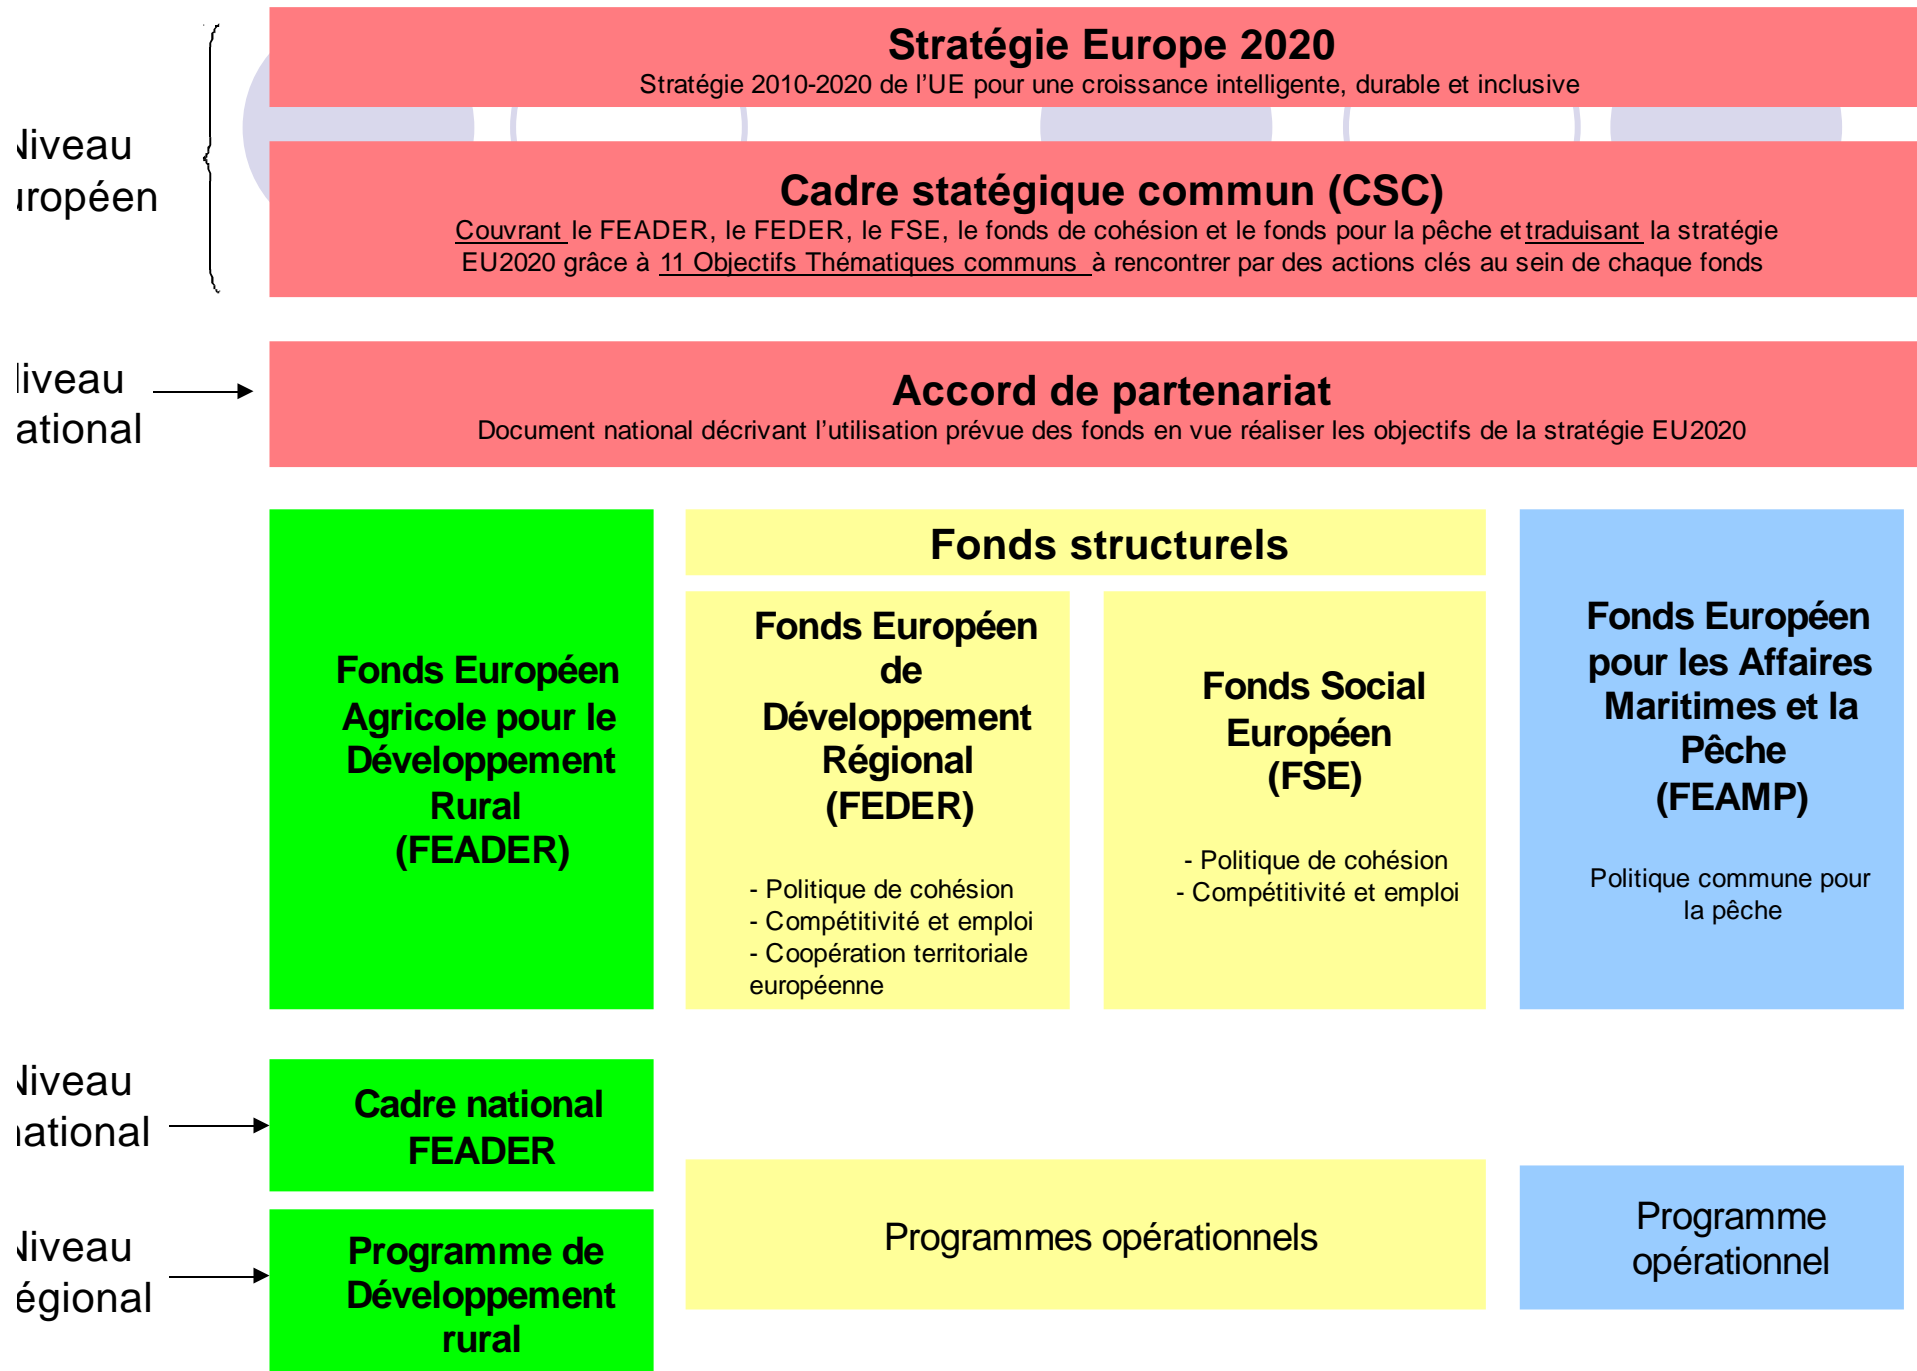 Stratégie Europe 2020
Stratégie 2010-2020 de l'UE pour une croissance intelligente, durable et inclusive
Niveau
européen
Cadre statégique commun (CSC)
Couvrant le FEADER, le FEDER, le FSE, le fonds de cohésion et le fonds pour la pêche et traduisant la stratégie
EU2020 grâce à 11 Objectifs Thématiques communs à rencontrer par des actions clés au sein de chaque fonds
Niveau
national
Accord de partenariat
Document national décrivant l'utilisation prévue des fonds en vue réaliser les objectifs de la stratégie EU2020
Fonds Européen
Agricole pour le
Développement
Rural
(FEADER)
Fonds structurels
Fonds Européen
de
Développement
Régional
(FEDER)
- Politique de cohésion
- Compétitivité et emploi
- Coopération territoriale
européenne
Fonds Social
Européen
(FSE)
- Politique de cohésion
- Compétitivité et emploi
Fonds Européen
pour les Affaires
Maritimes et la
Pêche
(FEAMP)
Politique commune pour
la pêche
Niveau
national
Cadre national
FEADER
Niveau
régional
Programme de
Développement
rural
Programmes opérationnels
Programme
opérationnel